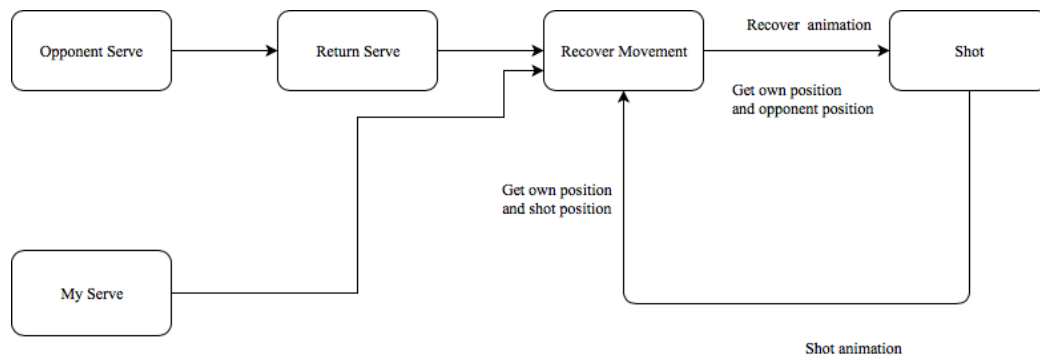 Opponent Serve
Return Serve
Recover Movement
Recover animation
Shot
Get own position
and opponent position
Get own position
and shot position
My Serve
Shot animation